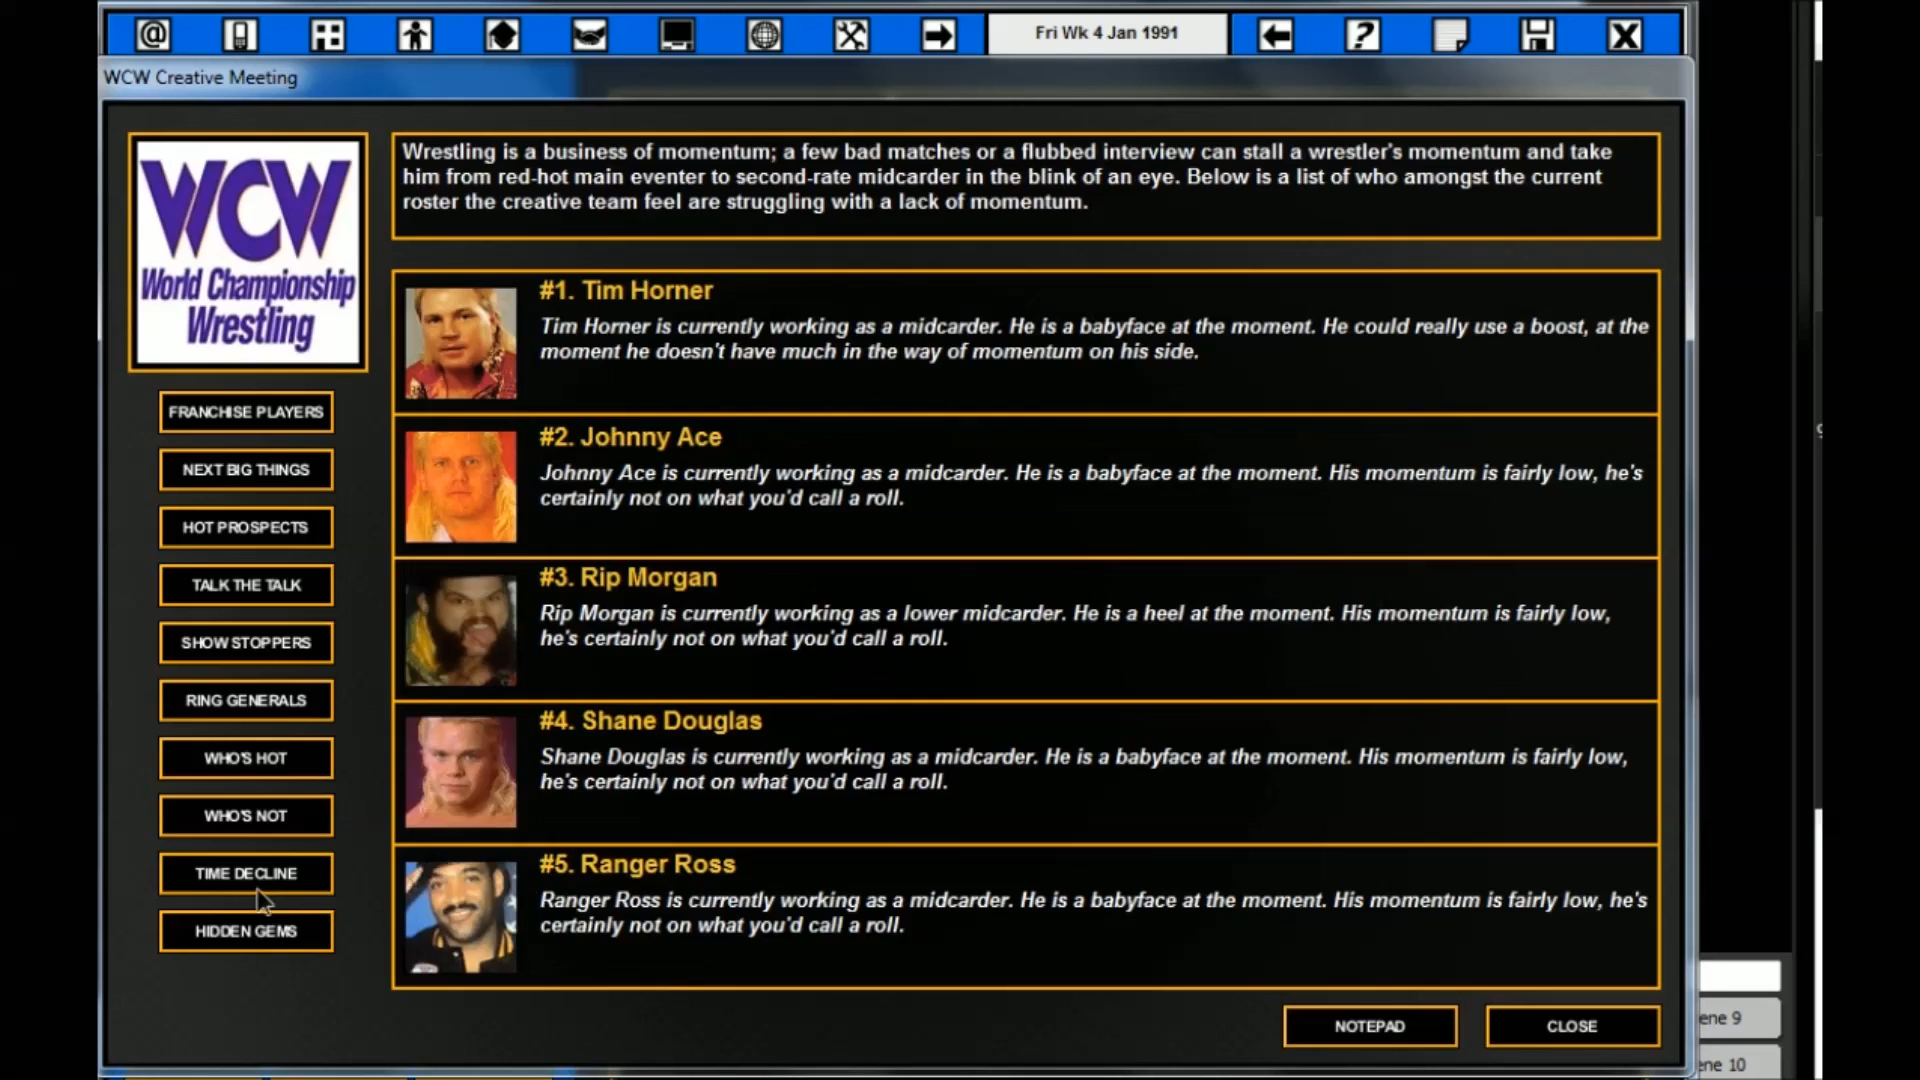 Fri Wk 4 Jan 1991
WCW Creative Meeting
WCW
World Championship
Wrestling
Wrestling is a business of momentum; a few bad matches or a flubbed interview can stall a wrestler's momentum and take
him from red-hot main eventer to second-rate midcarder in the blink of an eye. Below is a list of who amongst the current
roster the creative team feel are struggling with a lack of momentum.
FRANCHISE PLAYERS
NEXT BIG THINGS
HOT PROSPECTS
TALK THE TALK
SHOW STOPPERS
RING GENERALS
WHO'S HOT
WHO'S NOT
TIME DECLINE
HIDDEN GEMS
#1. Tim Horner
Tim Horner is currently working as a midcarder. He is a babyface at the moment. He could really use a boost, at the
moment he doesn't have much in the way of momentum on his side.
#2. Johnny Ace
Johnny Ace is currently working as a midcarder. He is a babyface at the moment. His momentum is fairly low, he's
certainly not on what you'd call a roll.
#3. Rip Morgan
Rip Morgan is currently working as a lower midcarder. He is a heel at the moment. His momentum is fairly low,
he's certainly not on what you'd call a roll.
#4. Shane Douglas
Shane Douglas is currently working as a midcarder. He is a babyface at the moment. His momentum is fairly low,
he's certainly not on what you'd call a roll.
#5. Ranger Ross
Ranger Ross is currently working as a midcarder. He is a babyface at the moment. His momentum is fairly low, he's
certainly not on what you'd call a roll.
NOTEPAD
CLOSE
ene 9
ene 10